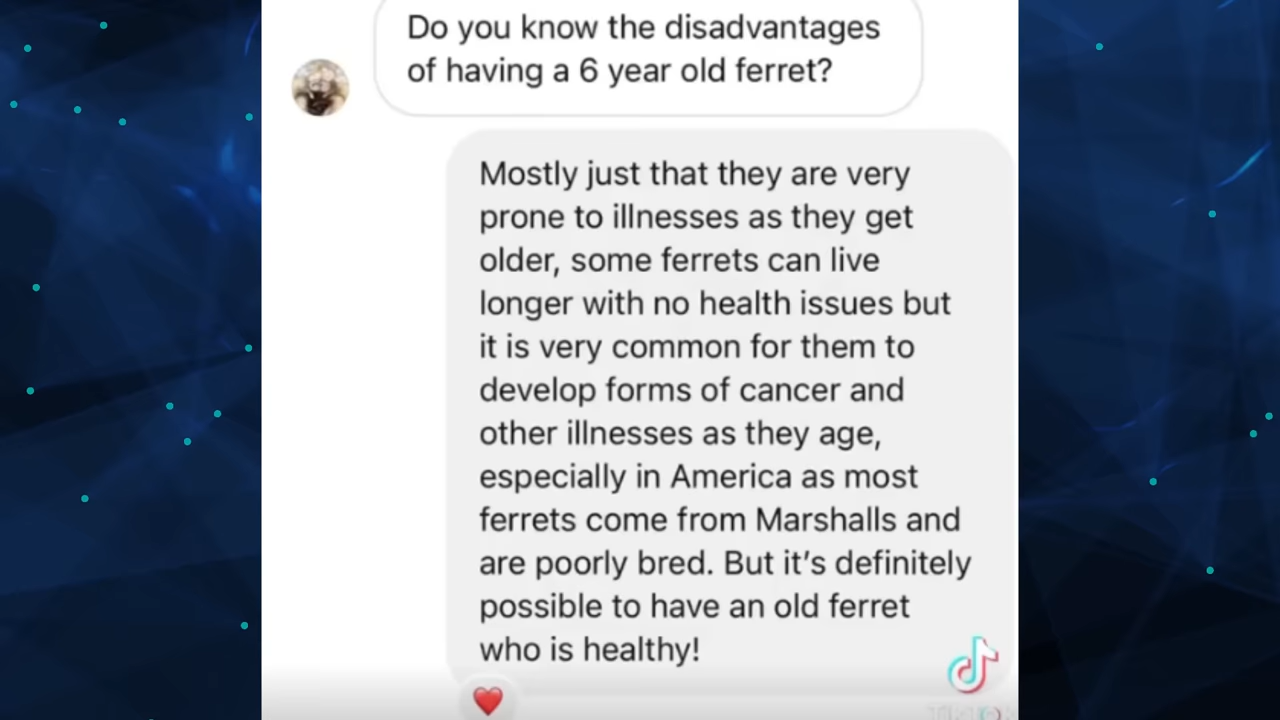 Do you know the disadvantages
of having a 6 year old ferret?
Mostly just that they are very
prone to illnesses as they get
older, some ferrets can live
longer with no health issues but
it is very common for them to
develop forms of cancer and
other illnesses as they age,
especially in America as most
ferrets come from Marshalls and
are poorly bred. But it’s definitely
possible to have an old ferret
who is healthy!